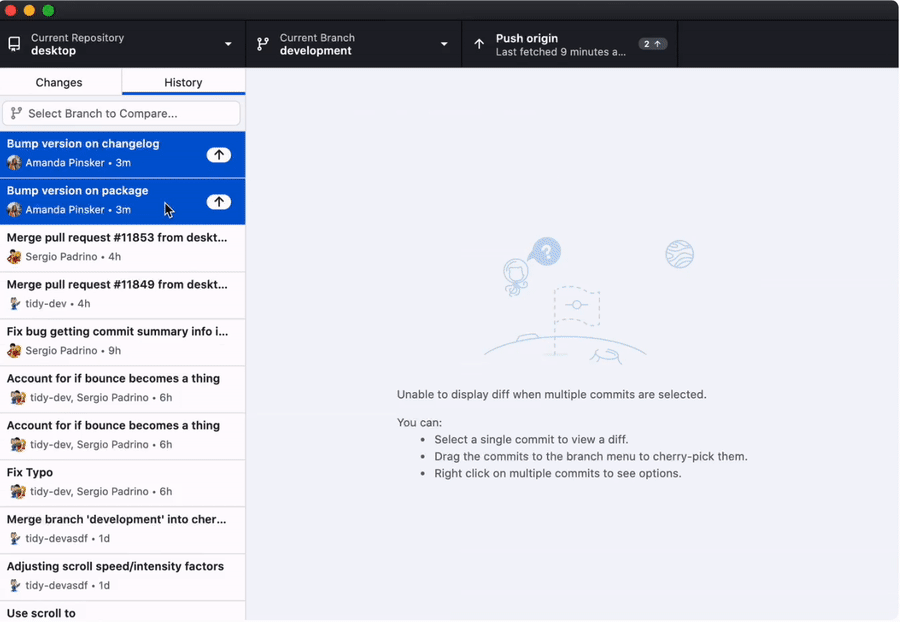 Current Repository
desktop
Current Branch
development
Push origin
Last fetched 9 minutes a...
2
Changes
History
Select Branch to Compare...
Bump version on changelog
Amanda Pinsker • 3m
Bump version on package
Amanda Pinsker • 3m
Merge pull request #11853 from deskt...
Sergio Padrino • 4h
Merge pull request #11849 from deskt...
tidy-dev • 4h
Fix bug getting commit summary info i...
Sergio Padrino • 9h
Account for if bounce becomes a thing
tidy-dev, Sergio Padrino • 6h
Account for if bounce becomes a thing
tidy-dev, Sergio Padrino • 6h
Fix Typo
tidy-dev, Sergio Padrino • 6h
Merge branch 'development' into cher...
tidy-devasdf • 1d
Adjusting scroll speed/intensity factors
tidy-devasdf • 1d
Use scroll to
?
Unable to display diff when multiple commits are selected.
You can:
• Select a single commit to view a diff.
• Drag the commits to the branch menu to cherry-pick them.
• Right click on multiple commits to see options.